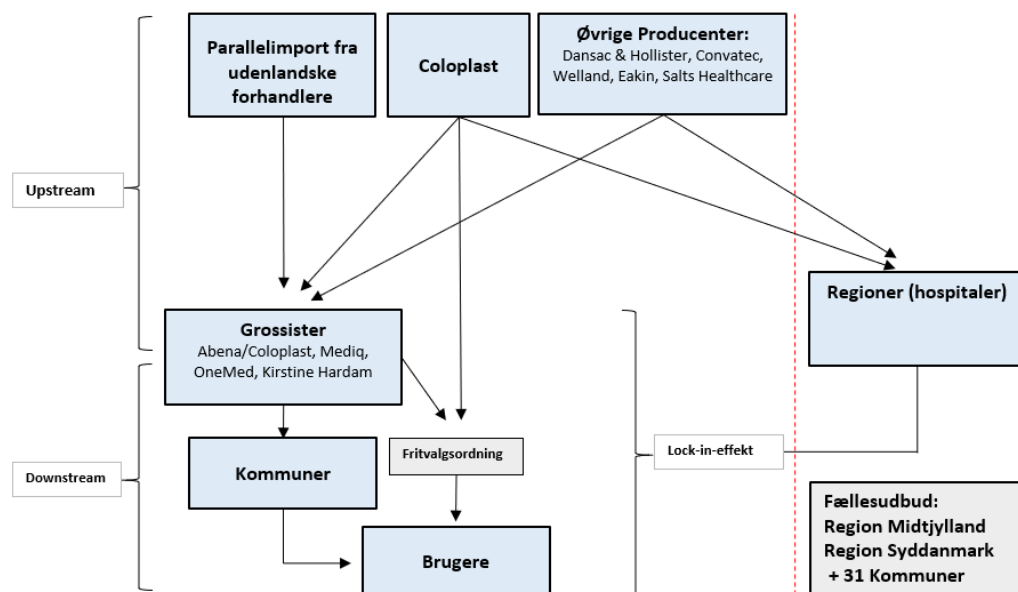 Parallelimport fra
udenlandske
forhandlere
Coloplast
Øvrige Producenter:
Dansac & Hollister, Convatec,
Welland, Eakin, Salts Healthcare
Upstream
Regioner (hospitaler)
Grossister
Abena/Coloplast, Mediq,
OneMed, Kirstine Hardam
Downstream
Kommuner
Fritvalgsordning
Lock-in-effekt
Brugere
Fællesudbud:
Region Midtjylland
Region Syddanmark
+ 31 Kommuner